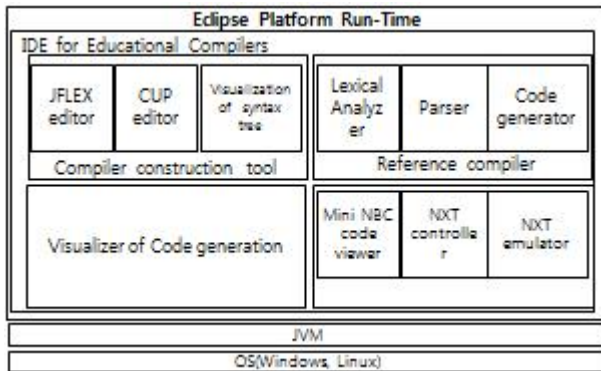 Eclipse Platform Run-Time
IDE for Educational Compilers
JFLEX
editor
CUP
editor
Visualization
of syntax
tree
Compiler construction tool
Lexical
Analyz
er
Parser
Code
generator
Reference compiler
Visualizer of Code generation
Mini NBC
code
viewer
NXT
controlle
r
NXT
emulator
JVM
OS(Windows, Linux)